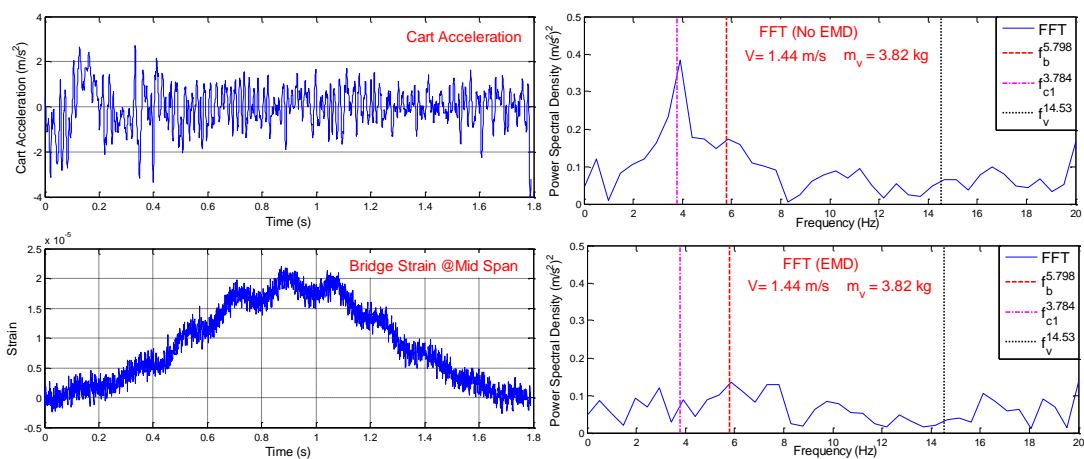 Cart Acceleration
Cart Acceleration (m/s²)
4
2
0
-2
-4
0 0.2 0.4 0.6 0.8 1 1.2 1.4 1.6 1.8
Time (s)
FFT (No EMD)
V= 1.44 m/s m_v = 3.82 kg
FFT
f_b^5.798
f_c1^3.784
f_v^14.53
Power Spectral Density (m/s²)²
0.5
0.4
0.3
0.2
0.1
0
0 2 4 6 8 10 12 14 16 18 20
Frequency (Hz)
x 10⁻⁵
Bridge Strain @Mid Span
Strain
2.5
2
1.5
1
0.5
0
-0.5
0 0.2 0.4 0.6 0.8 1 1.2 1.4 1.6 1.8
Time (s)
FFT (EMD)
V= 1.44 m/s m_v = 3.82 kg
FFT
f_b^5.798
f_c1^3.784
f_v^14.53
Power Spectral Density (m/s²)²
0.5
0.4
0.3
0.2
0.1
0
0 2 4 6 8 10 12 14 16 18 20
Frequency (Hz)